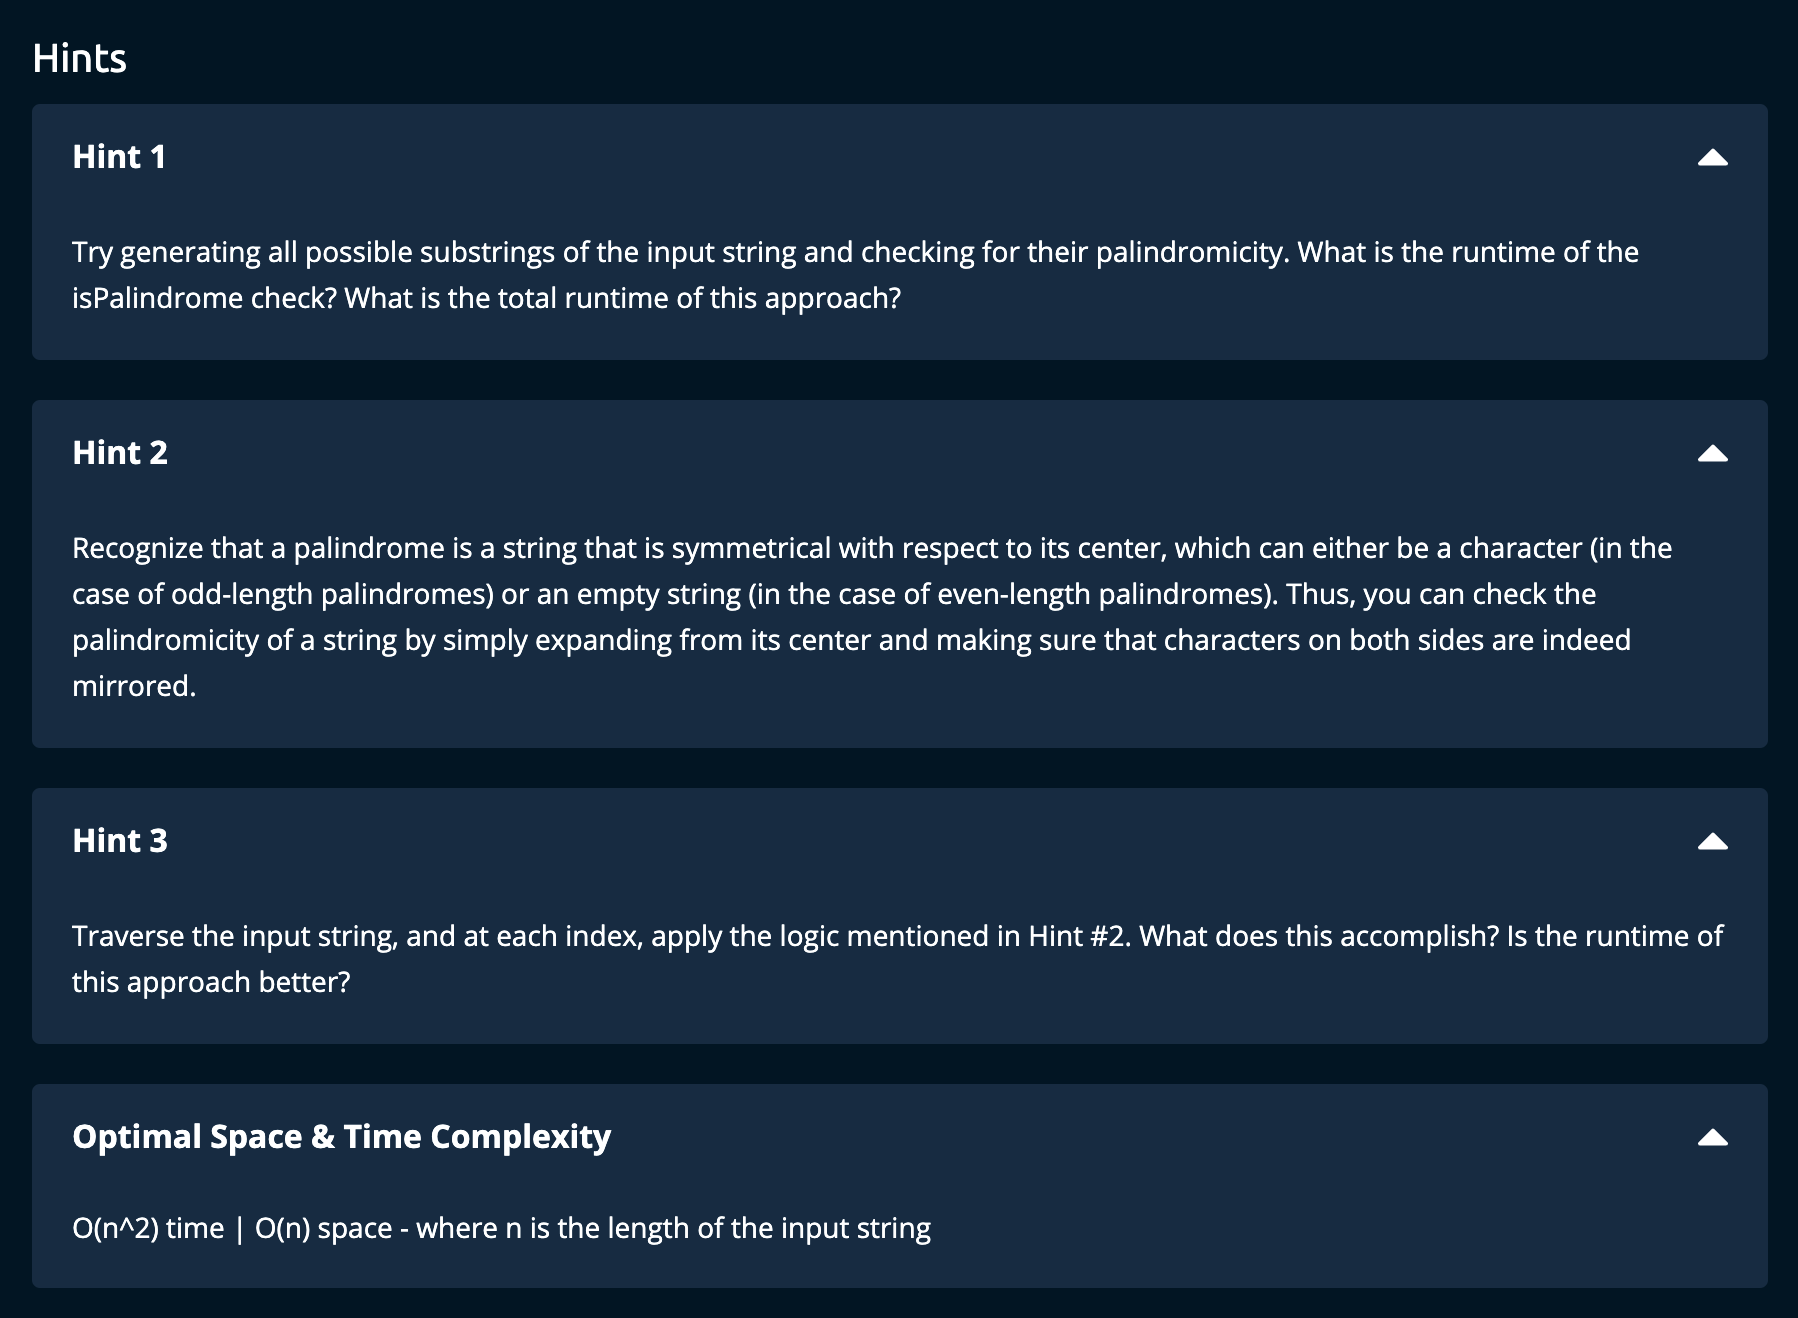 Hints
Hint 1
Try generating all possible substrings of the input string and checking for their palindromicity. What is the runtime of the
isPalindrome check? What is the total runtime of this approach?
Hint 2
Recognize that a palindrome is a string that is symmetrical with respect to its center, which can either be a character (in the
case of odd-length palindromes) or an empty string (in the case of even-length palindromes). Thus, you can check the
palindromicity of a string by simply expanding from its center and making sure that characters on both sides are indeed
mirrored.
Hint 3
Traverse the input string, and at each index, apply the logic mentioned in Hint #2. What does this accomplish? Is the runtime of
this approach better?
Optimal Space & Time Complexity
O(n^2) time | O(n) space - where n is the length of the input string